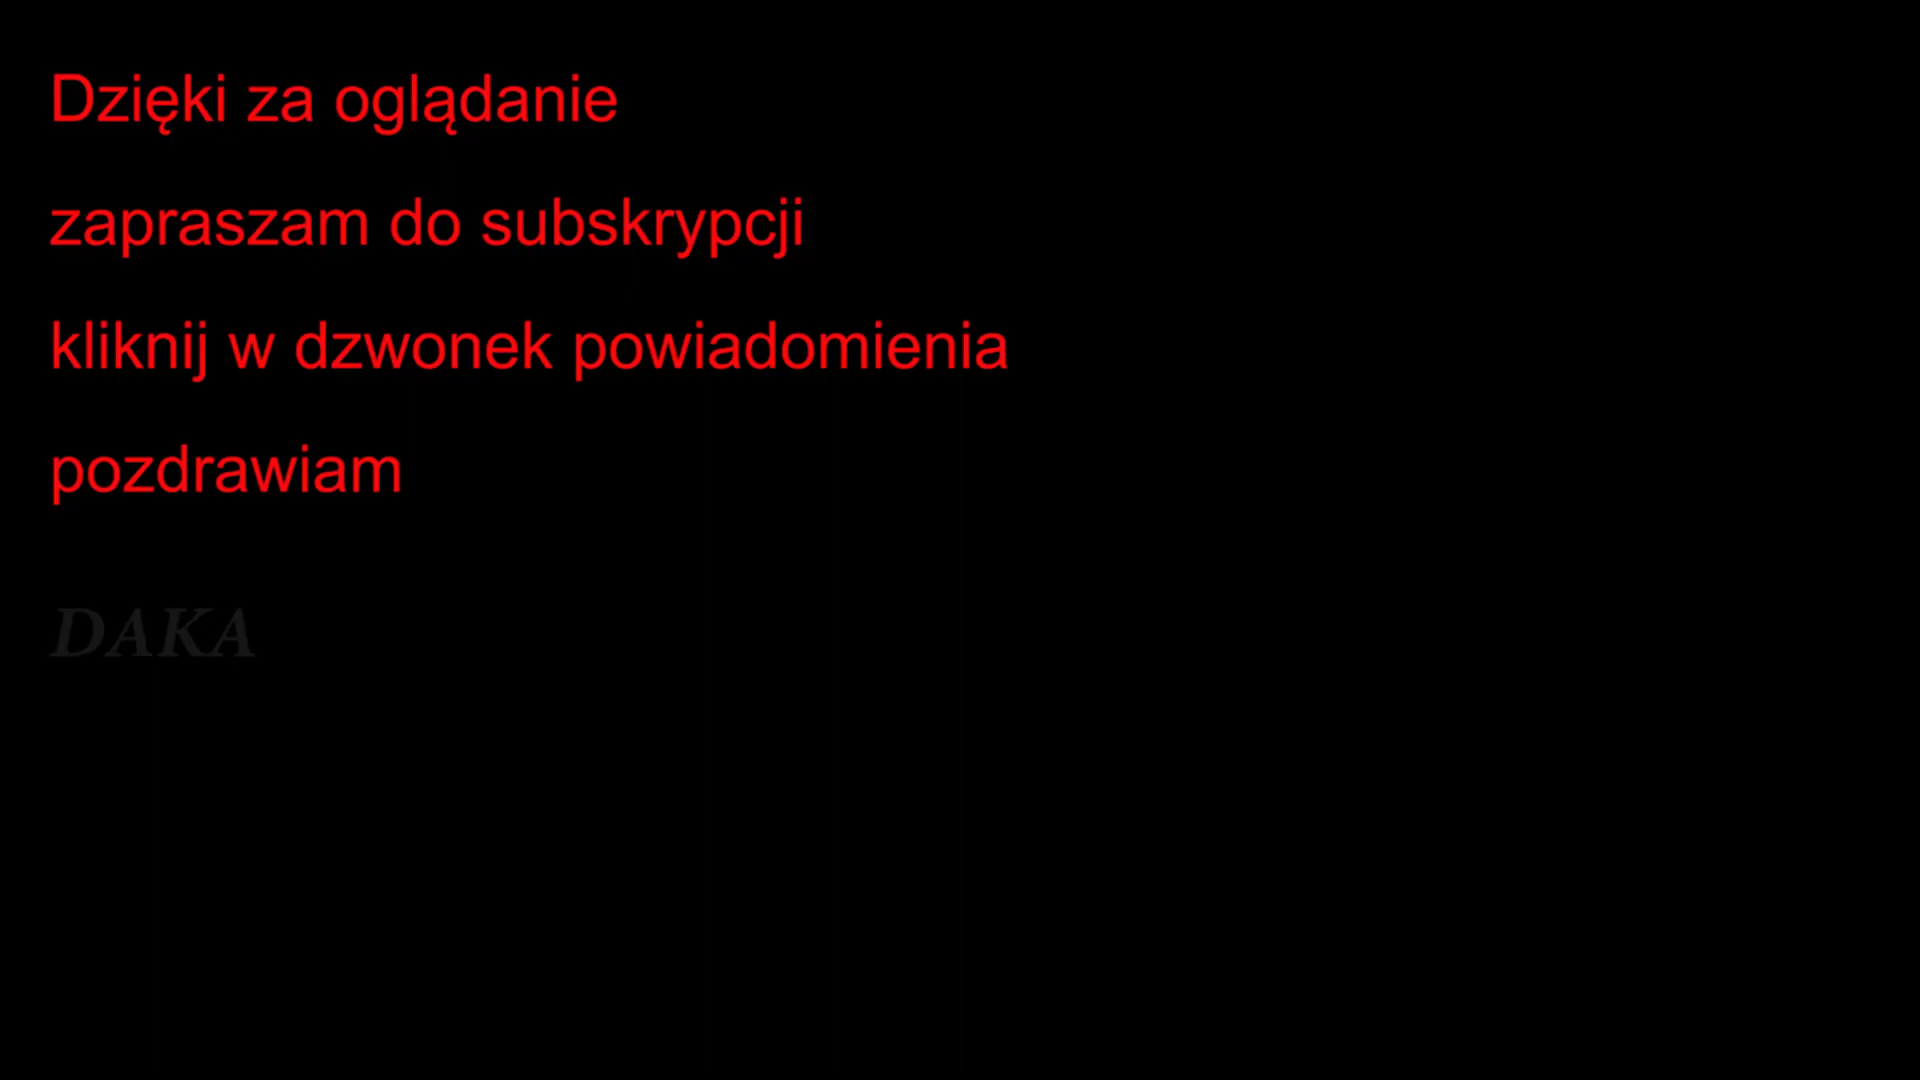 Dzięki za oglądanie
zapraszam do subskrypcji
kliknij w dzwonek powiadomienia
pozdrawiam
DAKA